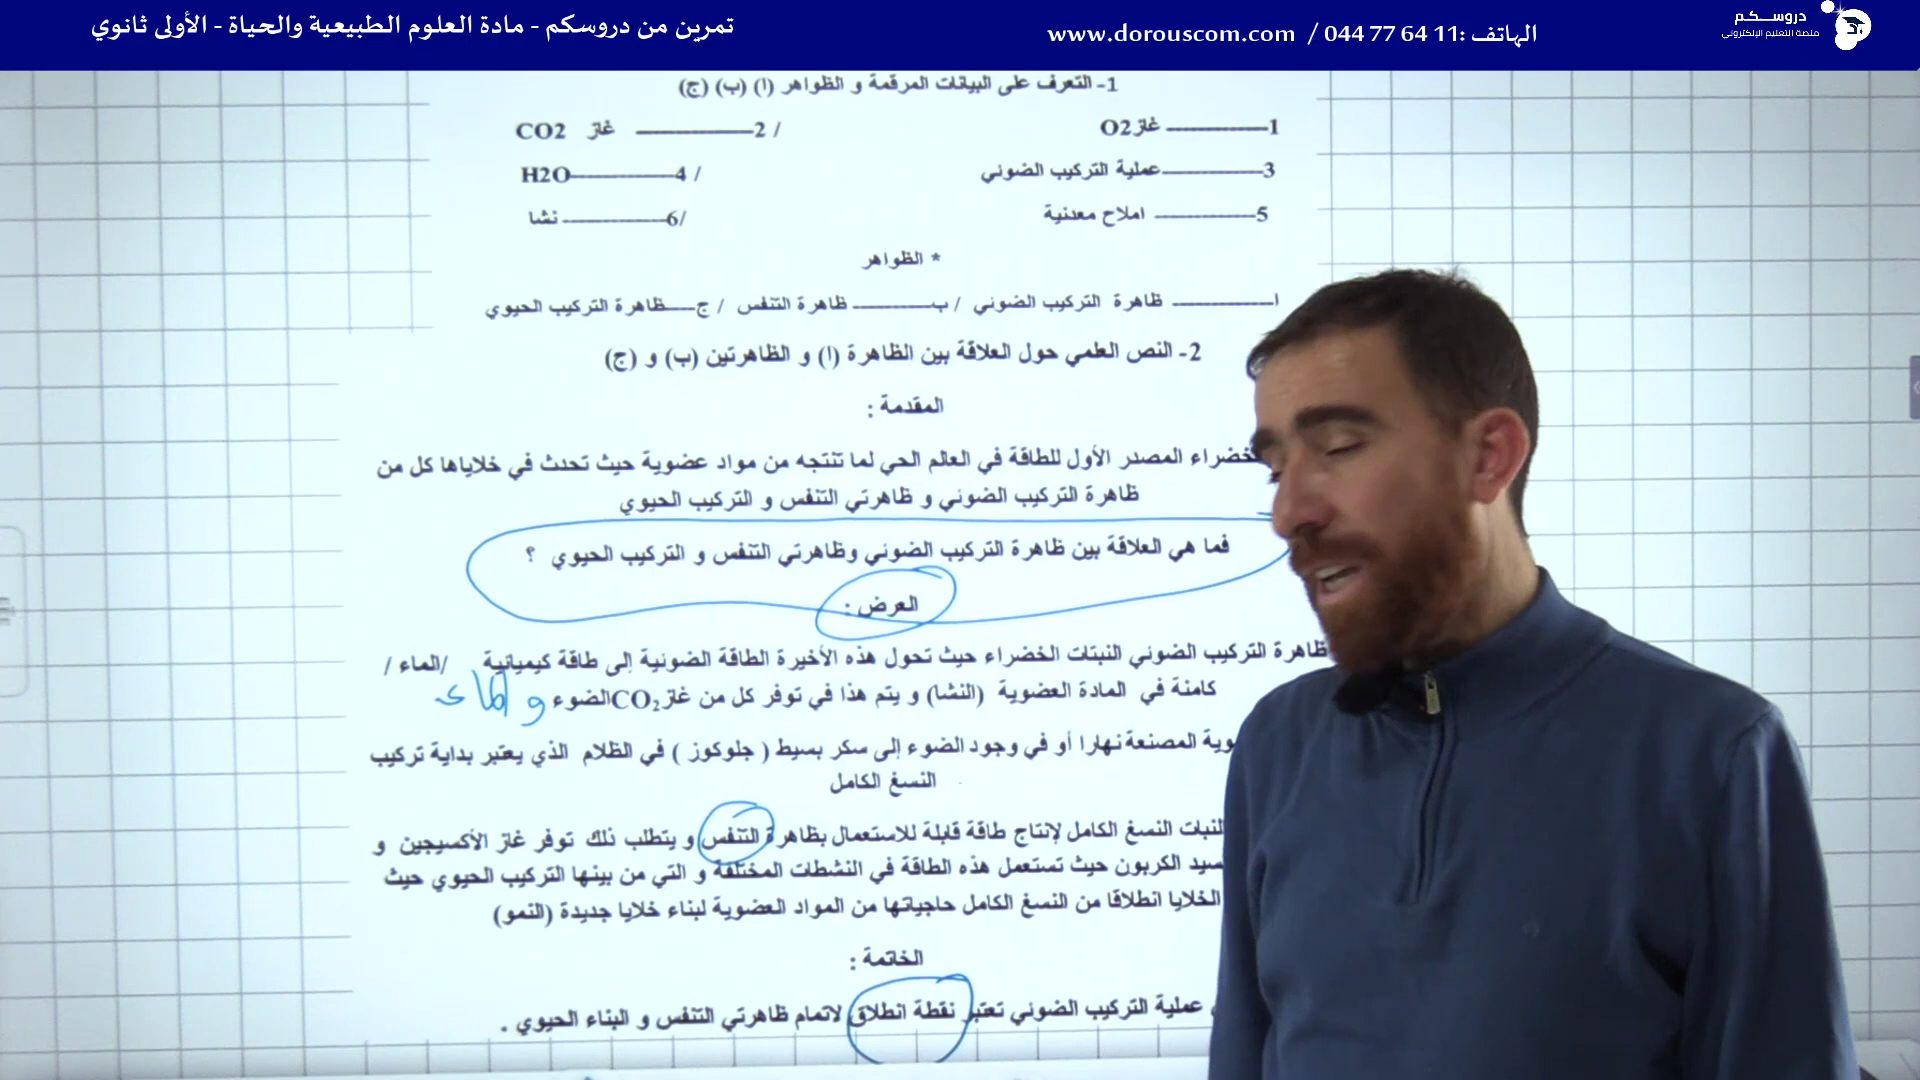 تمرين من دروسكم - مادة العلوم الطبيعية والحياة - الأولى ثانوي
www.dorouscom.com / 044 77 64 11: الهاتف
دروسكم
منصة التعليم الإلكتروني
1- التعرف على البيانات المرقمة و الظواهر (ا) (ب) (ج)
1 غاز O2 / 2 غاز CO2
3 عملية التركيب الضوئي / 4 H2O
5 املاح معدنية / 6 نشا
* الظواهر
ا ظاهرة التركيب الضوئي / ب ظاهرة التنفس / ج ظاهرة التركيب الحيوي
2- النص العلمي حول العلاقة بين الظاهرة (ا) و الظاهرتين (ب) و (ج)
المقدمة :
المصدر الأول للطاقة في العالم الحي لما تنتجه من مواد عضوية حيث تحدث في خلاياها كل من
ظاهرة التركيب الضوئي و ظاهرتي التنفس و التركيب الحيوي
فما هي العلاقة بين ظاهرة التركيب الضوئي وظاهرتي التنفس و التركيب الحيوي ؟
العرض :
ظاهرة التركيب الضوئي النبتات الخضراء حيث تحول هذه الأخيرة الطاقة الضوئية إلى طاقة كيميائية /الماء /
كامنة في المادة العضوية (النشا) و يتم هذا في توفر كل من غاز CO₂الضوء و الماء
المصنعة نهارا أو في وجود الضوء إلى سكر بسيط ( جلوكوز ) في الظلام الذي يعتبر بداية تركيب
النسغ الكامل
النبات النسغ الكامل لإنتاج طاقة قابلة للاستعمال بظاهرة التنفس و يتطلب ذلك توفر غاز الأكسيجين و
الكربون حيث تستعمل هذه الطاقة في النشطات المختلفة و التي من بينها التركيب الحيوي حيث
الخلايا انطلاقا من النسغ الكامل حاجياتها من المواد العضوية لبناء خلايا جديدة (النمو)
الخاتمة :
عملية التركيب الضوئي تعتبر نقطة انطلاق لاتمام ظاهرتي التنفس و البناء الحيوي .